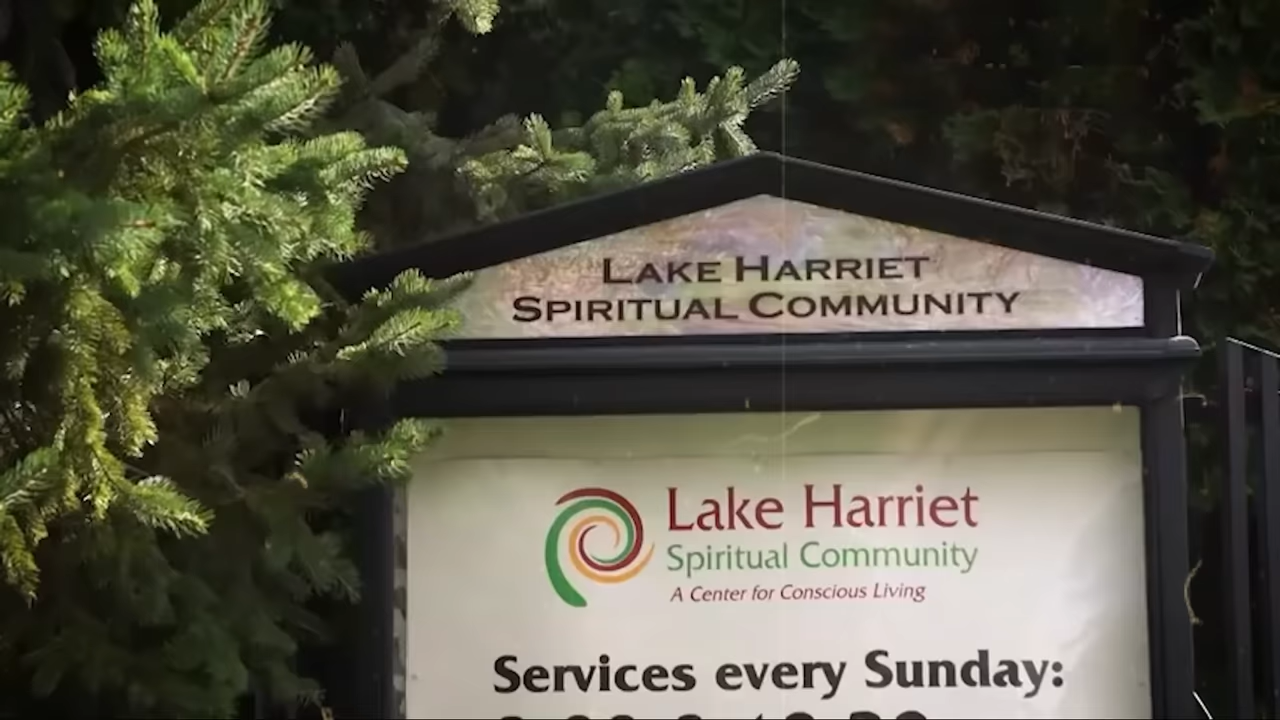 LAKE HARRIET
SPIRITUAL COMMUNITY
Lake Harriet
Spiritual Community
A Center for Conscious Living
Services every Sunday: